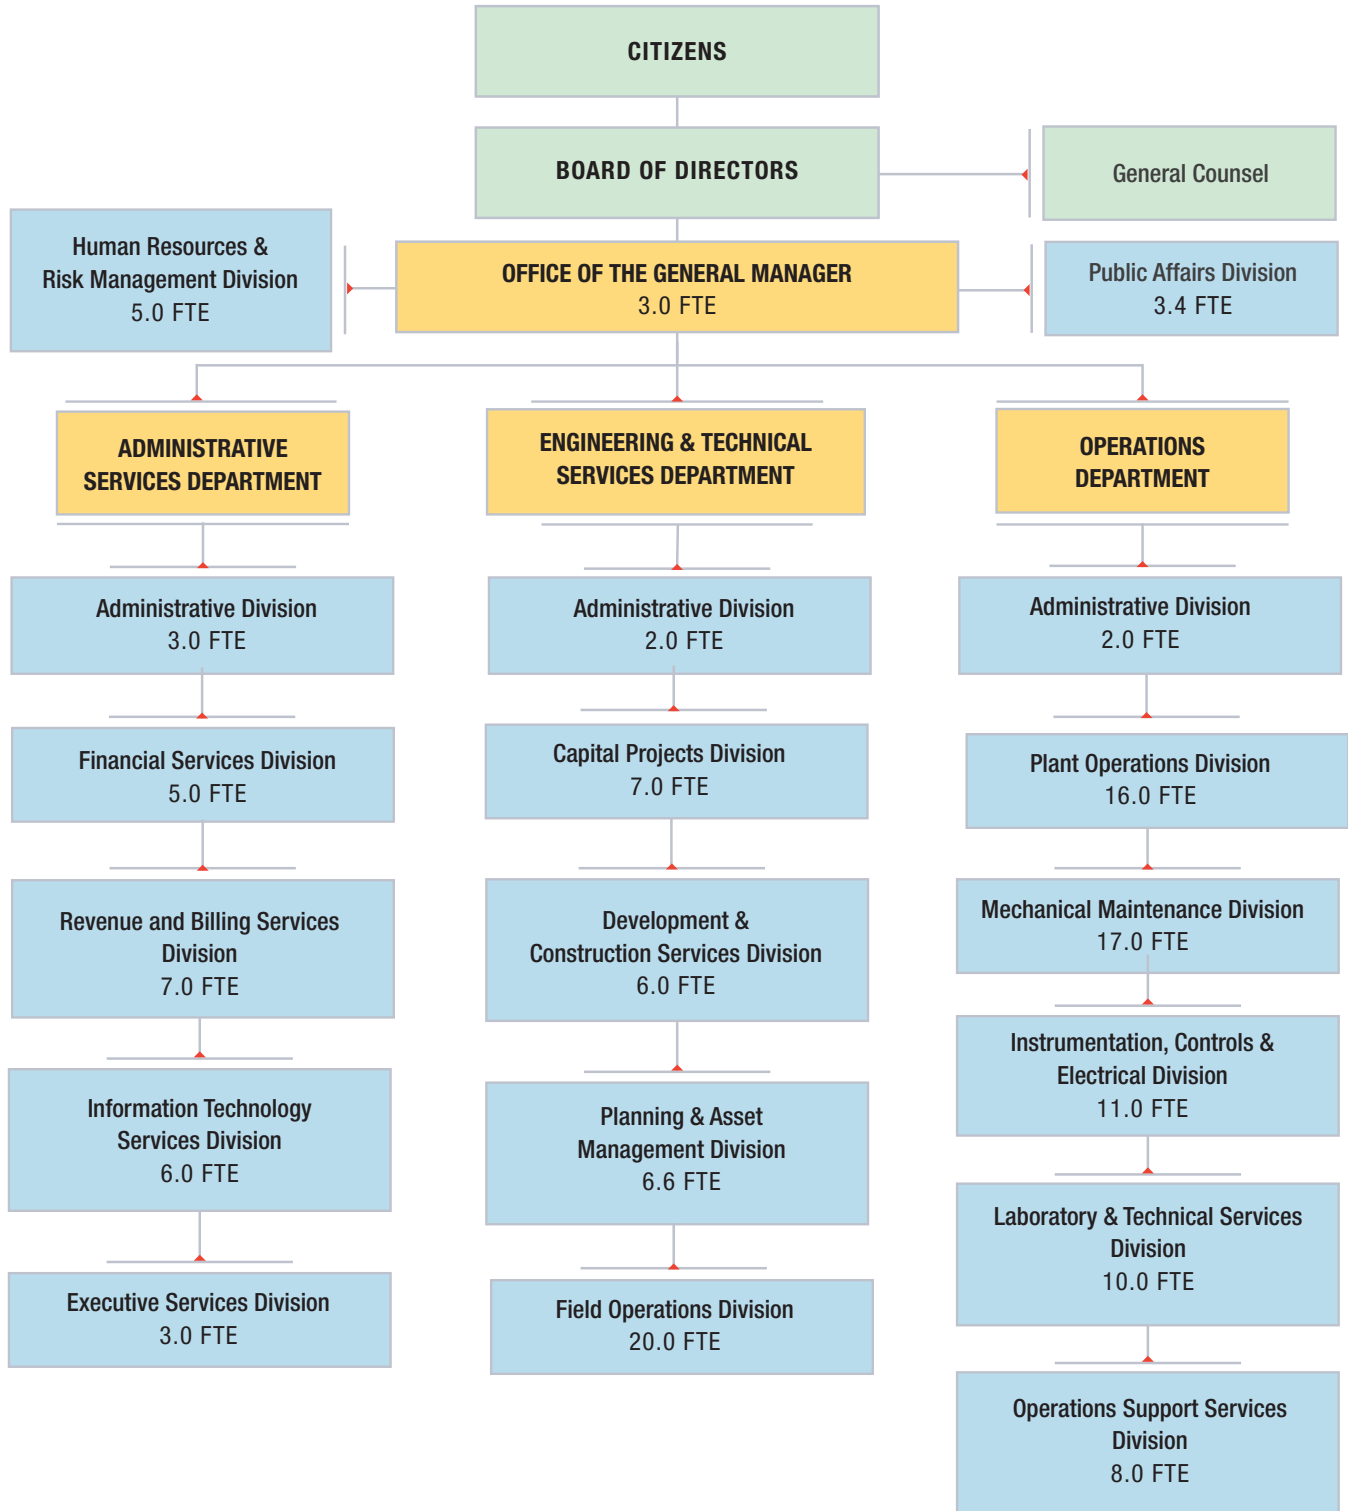 CITIZENS
BOARD OF DIRECTORS
General Counsel
Human Resources &
Risk Management Division
5.0 FTE
OFFICE OF THE GENERAL MANAGER
3.0 FTE
Public Affairs Division
3.4 FTE
ADMINISTRATIVE
SERVICES DEPARTMENT
Administrative Division
3.0 FTE
Financial Services Division
5.0 FTE
Revenue and Billing Services
Division
7.0 FTE
Information Technology
Services Division
6.0 FTE
Executive Services Division
3.0 FTE
ENGINEERING & TECHNICAL
SERVICES DEPARTMENT
Administrative Division
2.0 FTE
Capital Projects Division
7.0 FTE
Development &
Construction Services Division
6.0 FTE
Planning & Asset
Management Division
6.6 FTE
Field Operations Division
20.0 FTE
OPERATIONS
DEPARTMENT
Administrative Division
2.0 FTE
Plant Operations Division
16.0 FTE
Mechanical Maintenance Division
17.0 FTE
Instrumentation, Controls &
Electrical Division
11.0 FTE
Laboratory & Technical Services
Division
10.0 FTE
Operations Support Services
Division
8.0 FTE